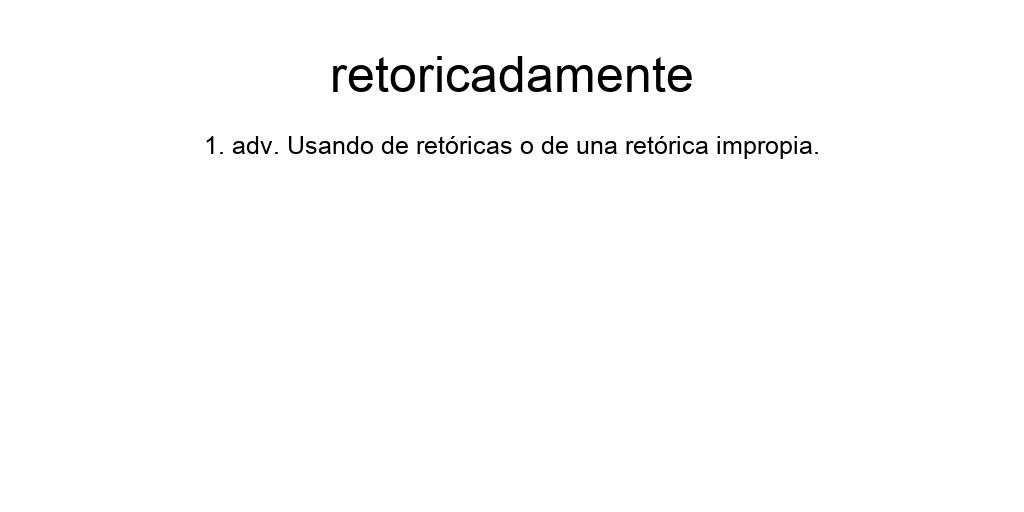 retoricadamente
1. adv. Usando de retóricas o de una retórica impropia.